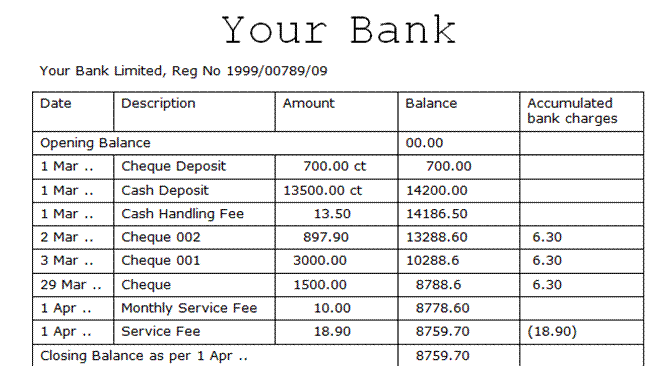 Your Bank
Your Bank Limited, Reg No 1999/00789/09
Date Description Amount Balance Accumulated bank charges
Opening Balance 00.00
1 Mar .. Cheque Deposit 700.00 ct 700.00
1 Mar .. Cash Deposit 13500.00 ct 14200.00
1 Mar .. Cash Handling Fee 13.50 14186.50
2 Mar .. Cheque 002 897.90 13288.60 6.30
3 Mar .. Cheque 001 3000.00 10288.6 6.30
29 Mar .. Cheque 1500.00 8788.6 6.30
1 Apr .. Monthly Service Fee 10.00 8778.60
1 Apr .. Service Fee 18.90 8759.70 (18.90)
Closing Balance as per 1 Apr .. 8759.70